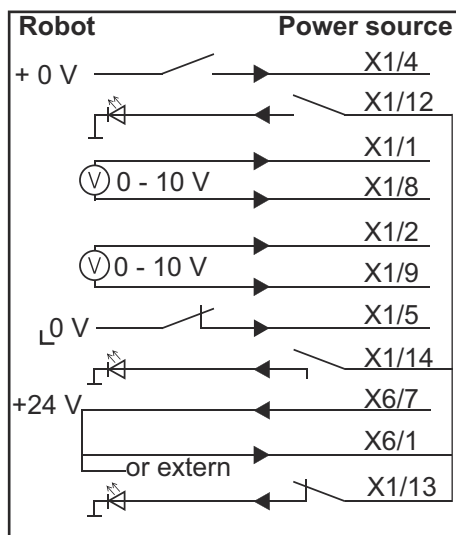 Robot Power source
+ 0 V X1/4
X1/12
X1/1
V 0 - 10 V
X1/8
X1/2
V 0 - 10 V
X1/9
0 V X1/5
X1/14
+24 V X6/7
X6/1
or extern
X1/13